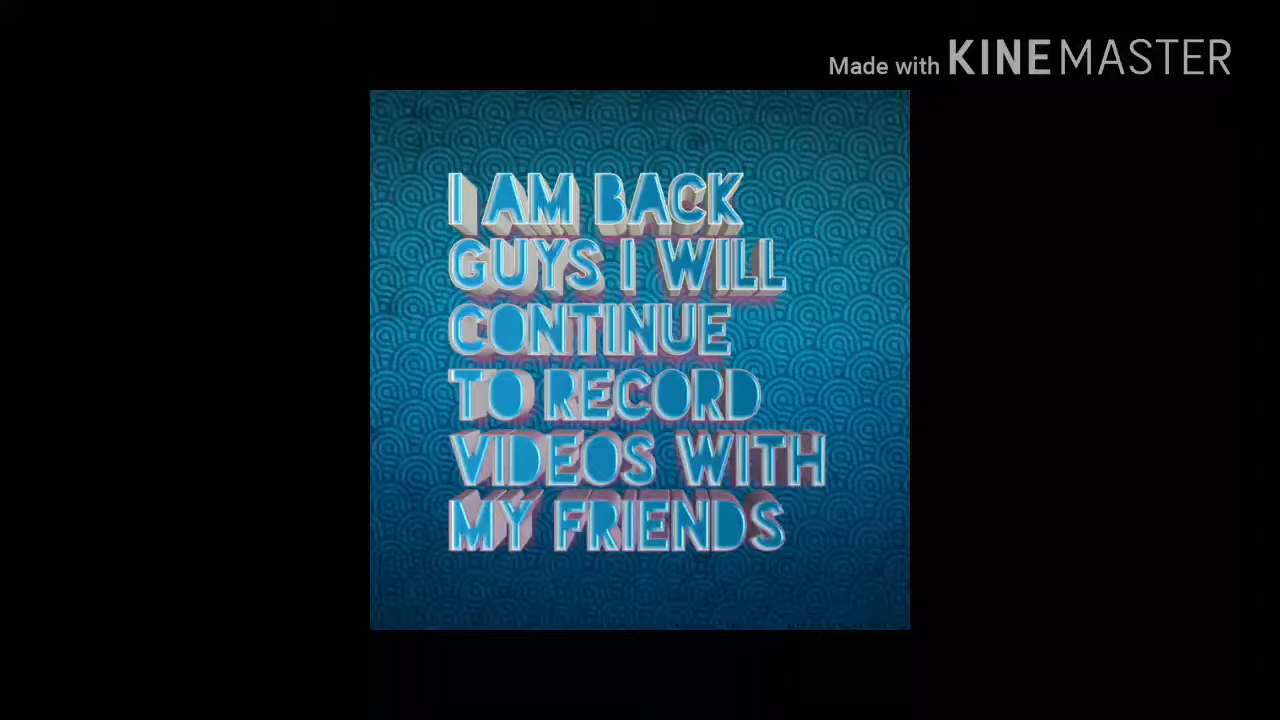 Made with KINEMASTER
I AM BACK
GUYS I WILL
CONTINUE
TO RECORD
VIDEOS WITH
MY FRIENDS